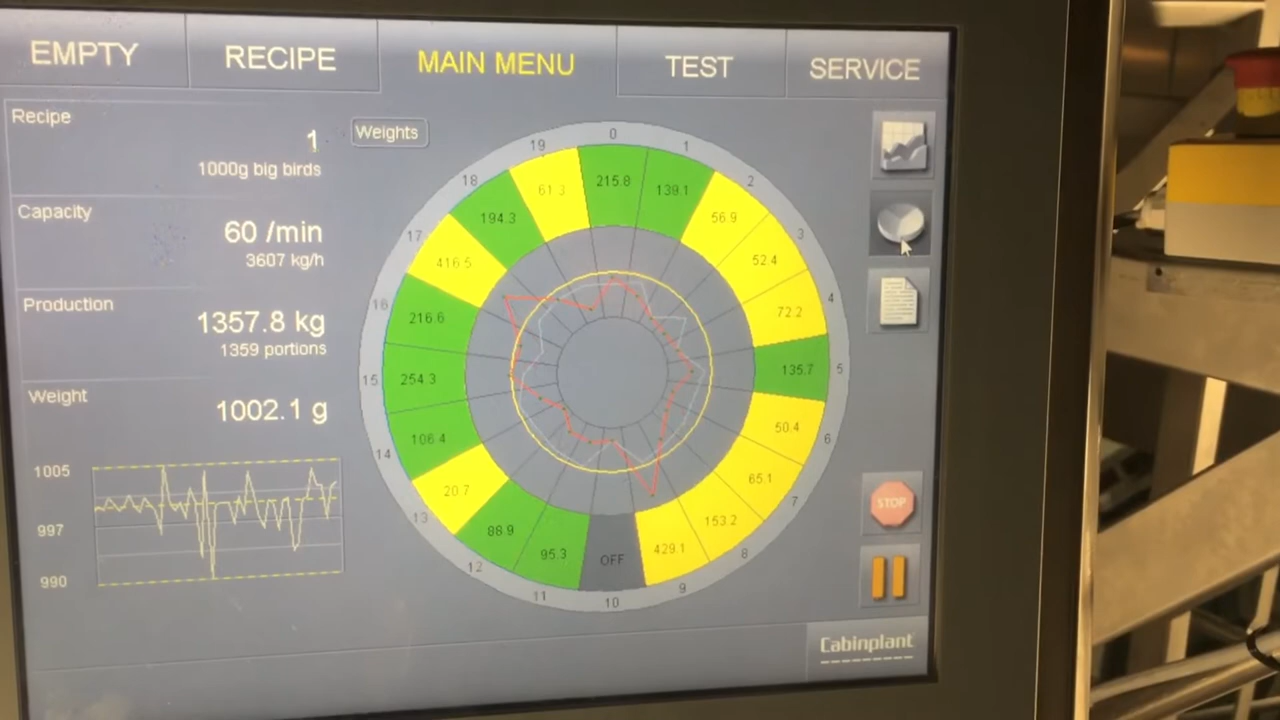 EMPTY
RECIPE
MAIN MENU
TEST
SERVICE
Recipe
1
1000g big birds
Capacity
60 /min
3607 kg/h
Production
1357.8 kg
1359 portions
Weight
1002.1 g
1005
997
990
Weights
0
1
2
3
4
5
6
7
8
9
10
11
12
13
14
15
16
17
18
19
215.8
139.1
56.9
52.4
72.2
135.7
50.4
65.1
153.2
429.1
OFF
95.3
88.9
20.7
106.4
254.3
216.6
416.5
194.3
61.3
STOP
Cabinplant